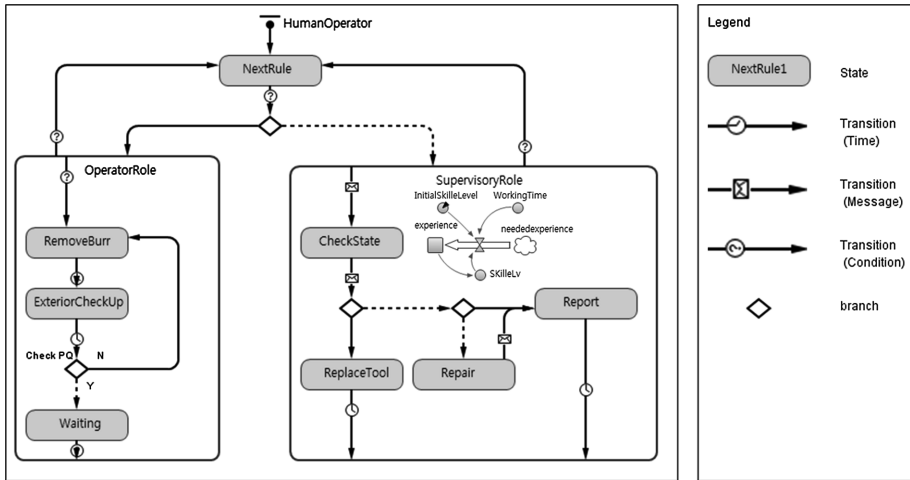 HumanOperator
NextRule
OperatorRole
RemoveBurr
ExteriorCheckUp
Check PQ
N
Y
Waiting
SupervisoryRole
InitialSkilleLevel
WorkingTime
experience
neededexperience
SKilleLv
CheckState
Report
ReplaceTool
Repair
Legend
NextRule1
State
Transition
(Time)
Transition
(Message)
Transition
(Condition)
branch